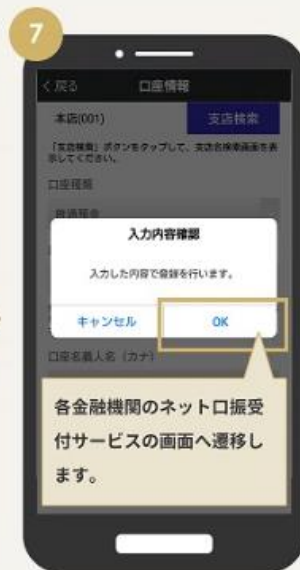 7
く戻る 口座情報
本店(001) 支店検索
「支店検索」ボタンをタップして、支店名検索画面を表
示してください。
口座種類
普通預金
入力内容確認
入力した内容で登録を行います。
キャンセル OK
口座名義人名（カナ）
各金融機関のネット口振受
付サービスの画面へ遷移し
ます。